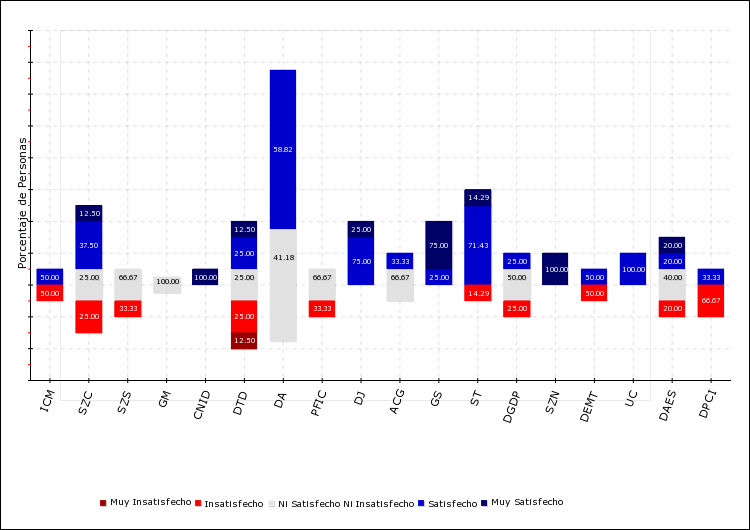 Porcentaje de Personas
58.82
41.18
12.50
37.50
25.00
25.00
12.50
25.00
25.00
25.00
12.50
25.00
75.00
75.00
25.00
14.29
71.43
14.29
50.00
50.00
66.67
33.33
100.00
100.00
66.67
33.33
33.33
66.67
25.00
50.00
25.00
100.00
50.00
50.00
100.00
20.00
20.00
40.00
20.00
33.33
66.67
ICM
SZC
SZS
GM
CNID
DTD
DA
PFIC
DJ
ACG
GS
ST
DGDP
SZN
DEMT
UC
DAES
DPCI
Muy Insatisfecho Insatisfecho Ni Satisfecho Ni Insatisfecho Satisfecho Muy Satisfecho